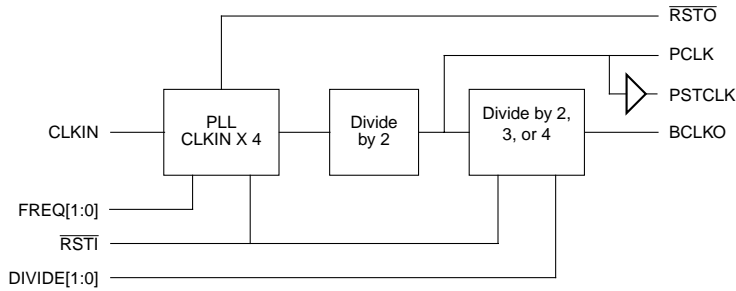 RSTO
PCLK
PSTCLK
PLL
CLKIN X 4
Divide
by 2
Divide by 2,
3, or 4
CLKIN
BCLKO
FREQ[1:0]
RSTI
DIVIDE[1:0]